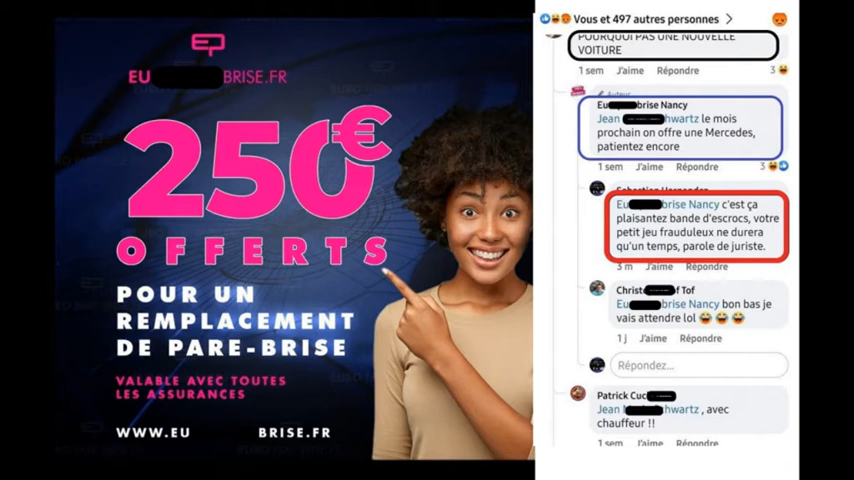 EP
EU BRISE.FR
250€
OFFERTS
POUR UN
REMPLACEMENT
DE PARE-BRISE
VALABLE AVEC TOUTES
LES ASSURANCES
WWW.EU BRISE.FR
Vous et 497 autres personnes
POURQUOI PAS UNE NOUVELLE
VOITURE
1 sem J'aime Répondre 3
Auteur
Eu brise Nancy
Jean hwartz le mois
prochain on offre une Mercedes,
patientez encore
1 sem J'aime Répondre 3
Eu brise Nancy c'est ça
plaisantez bande d'escrocs, votre
petit jeu frauduleux ne durera
qu'un temps, parole de juriste.
3 m J'aime Répondre
Christo f Tof
Eu brise Nancy bon bas je
vais attendre lol 😂😂😂
1 j J'aime Répondre
Répondez...
Patrick Cuc
Jean hwartz , avec
chauffeur !!
1 sem J'aime Répondre